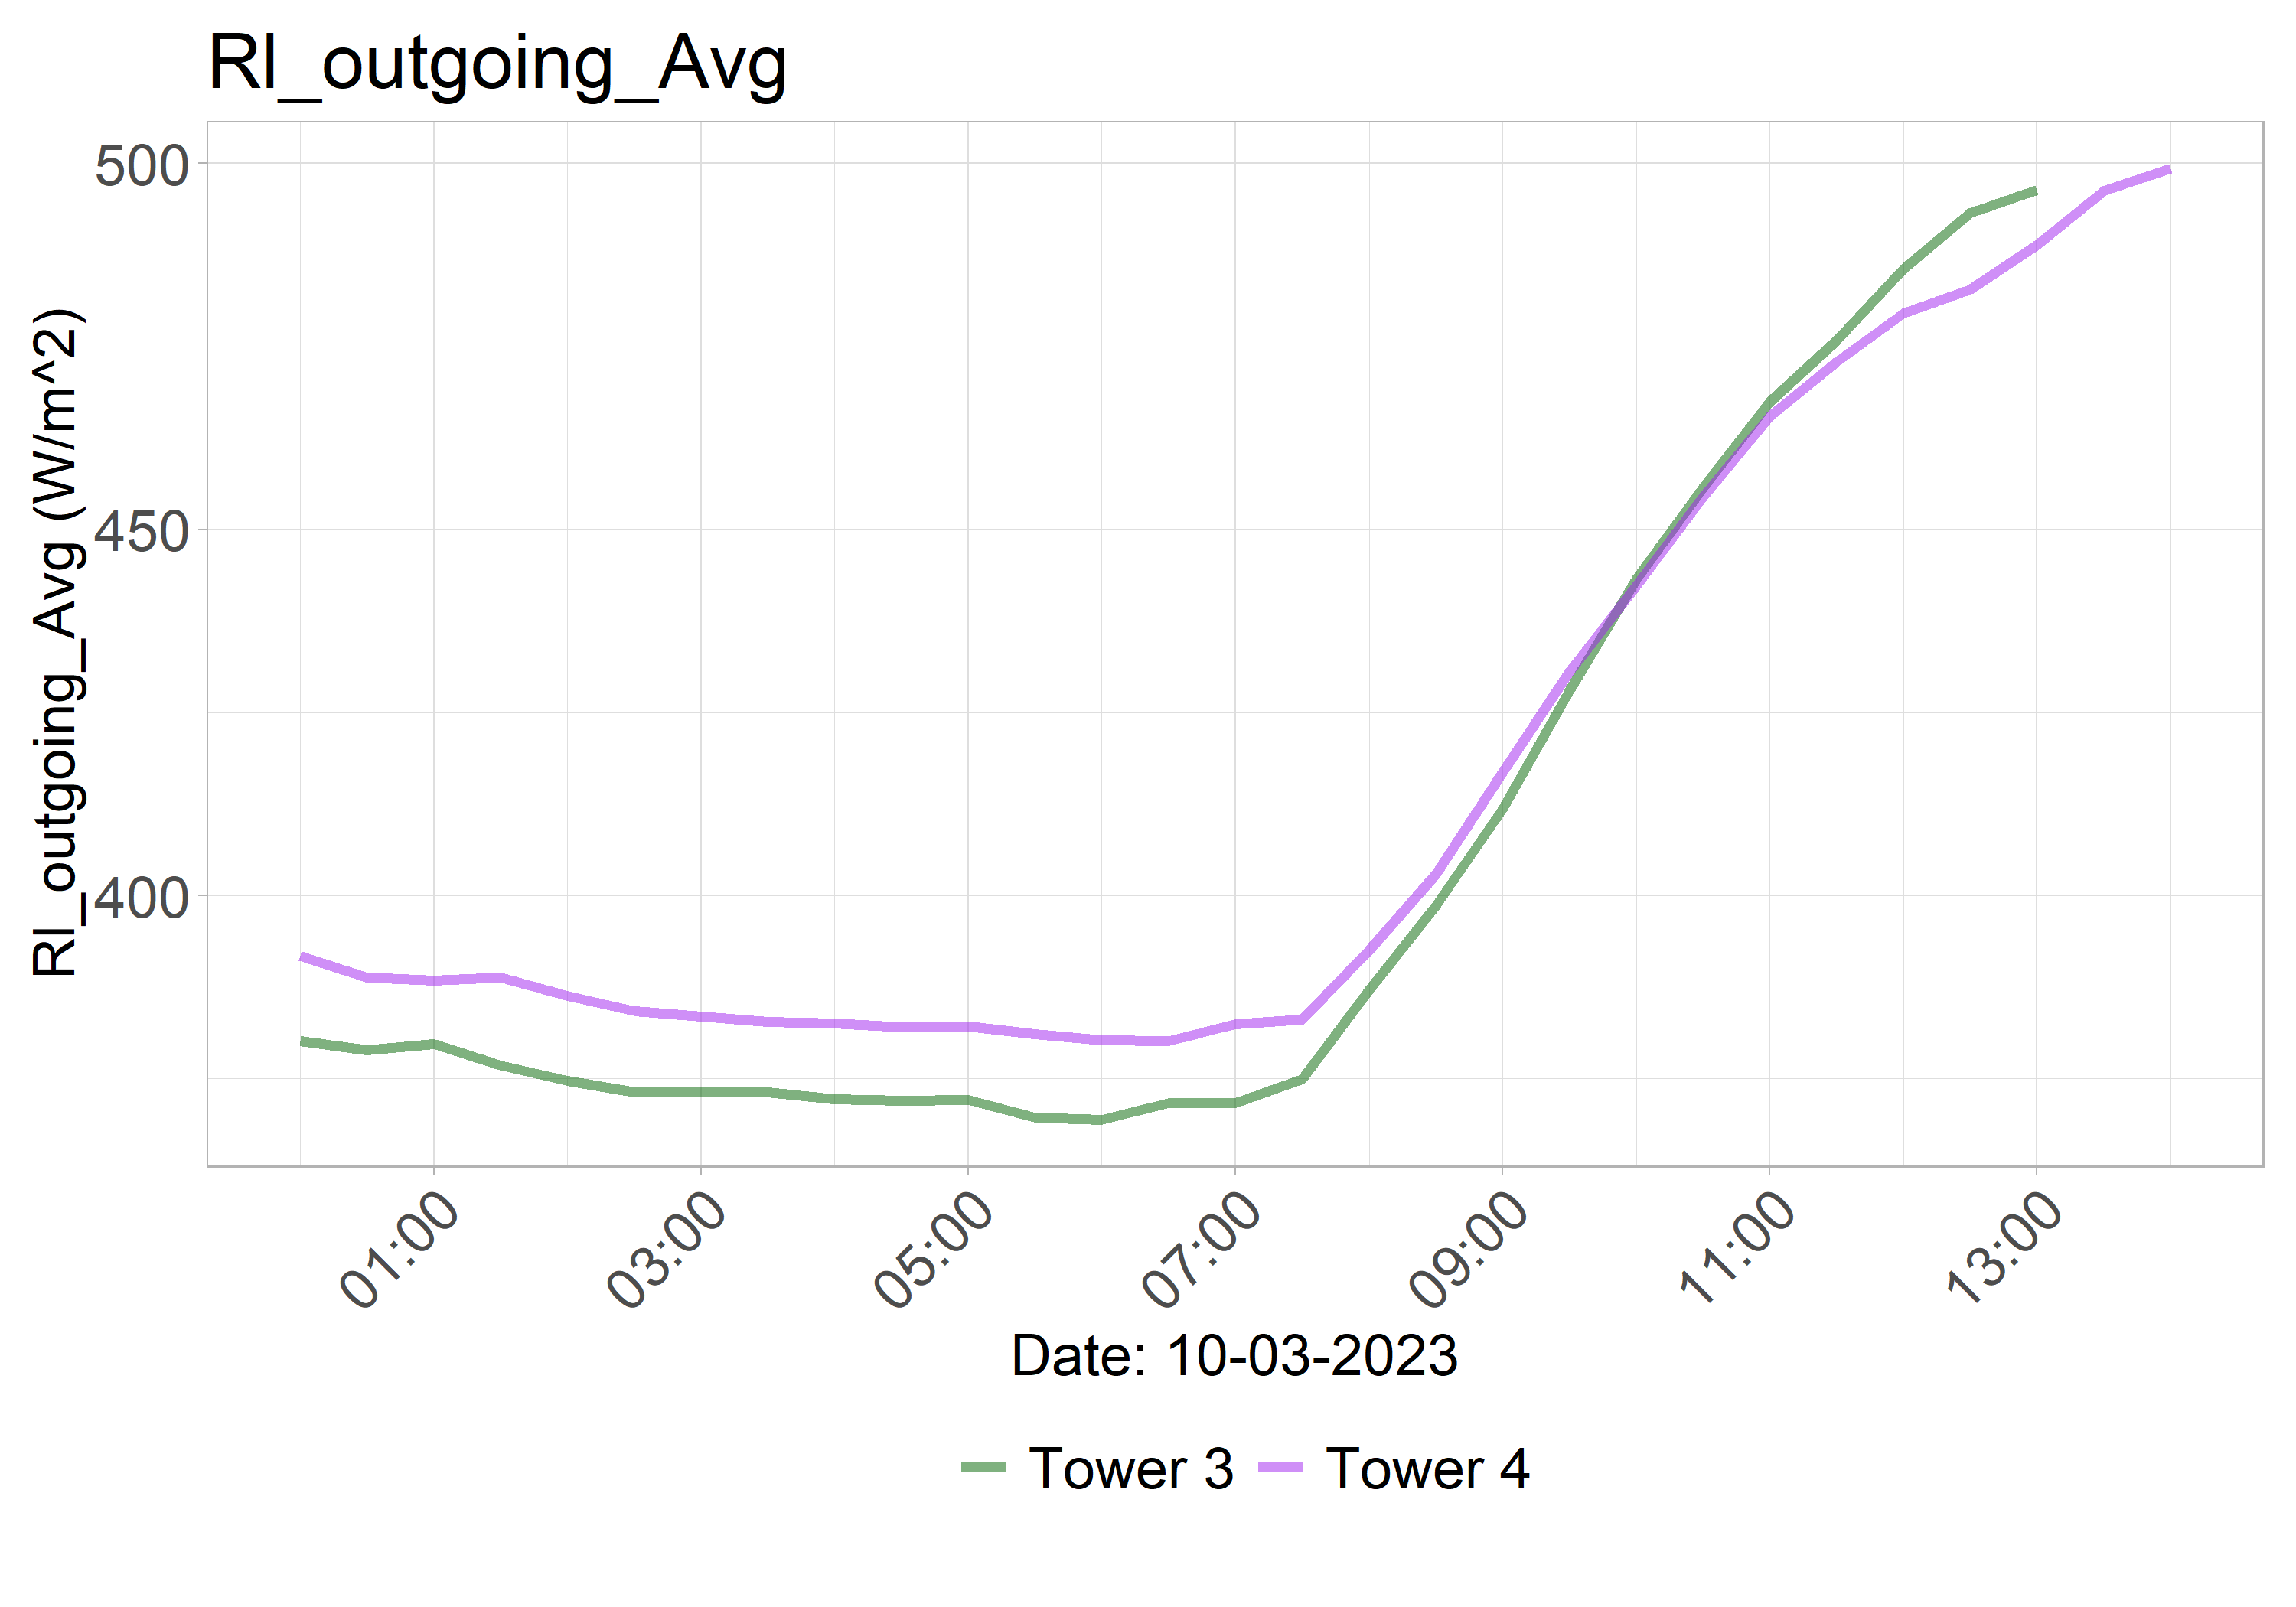 Rl_outgoing_Avg
Rl_outgoing_Avg (W/m^2)
500
450
400
01:00 03:00 05:00 07:00 09:00 11:00 13:00
Date: 10-03-2023
Tower 3 Tower 4